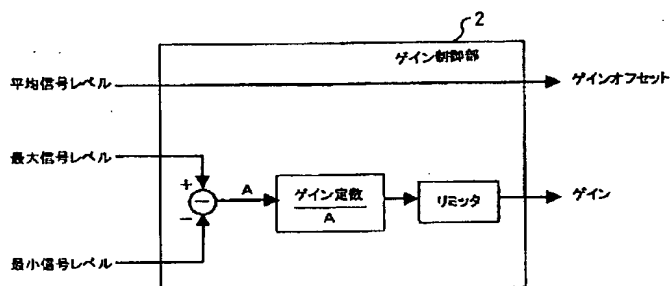 2
ゲイン制御部
平均信号レベル
ゲインオフセット
最大信号レベル
+
A
ゲイン定数
A
リミッタ
ゲイン
−
−
最小信号レベル